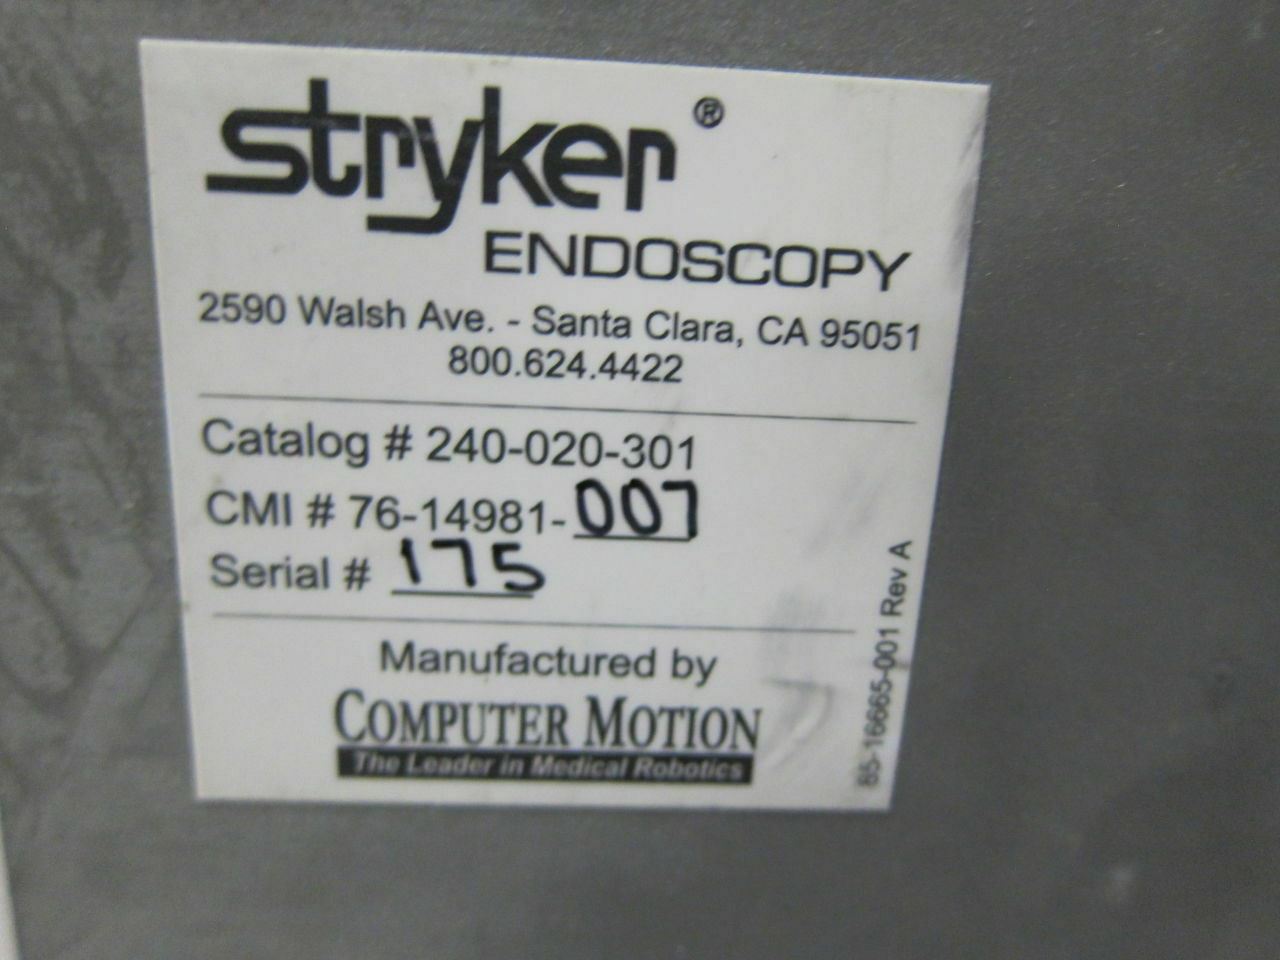 stryker ®
ENDOSCOPY
2590 Walsh Ave. - Santa Clara, CA 95051
800.624.4422
Catalog # 240-020-301
CMI # 76-14981-007
Serial # 175
Manufactured by
COMPUTER MOTION
The Leader in Medical Robotics
65-16665-001 Rev A